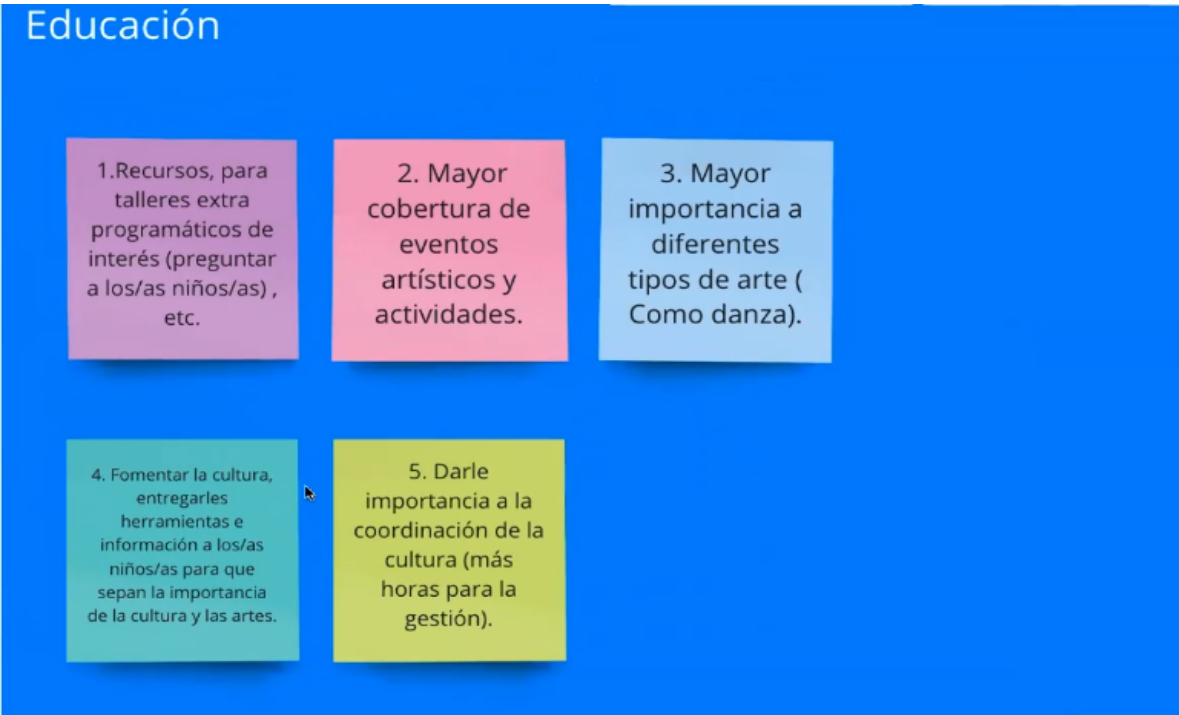 Educación
1.Recursos, para
talleres extra
programáticos de
interés (preguntar
a los/as niños/as) ,
etc.
2. Mayor
cobertura de
eventos
artísticos y
actividades.
3. Mayor
importancia a
diferentes
tipos de arte (
Como danza).
4. Fomentar la cultura,
entregarles
herramientas e
información a los/as
niños/as para que
sepan la importancia
de la cultura y las artes.
5. Darle
importancia a la
coordinación de la
cultura (más
horas para la
gestión).